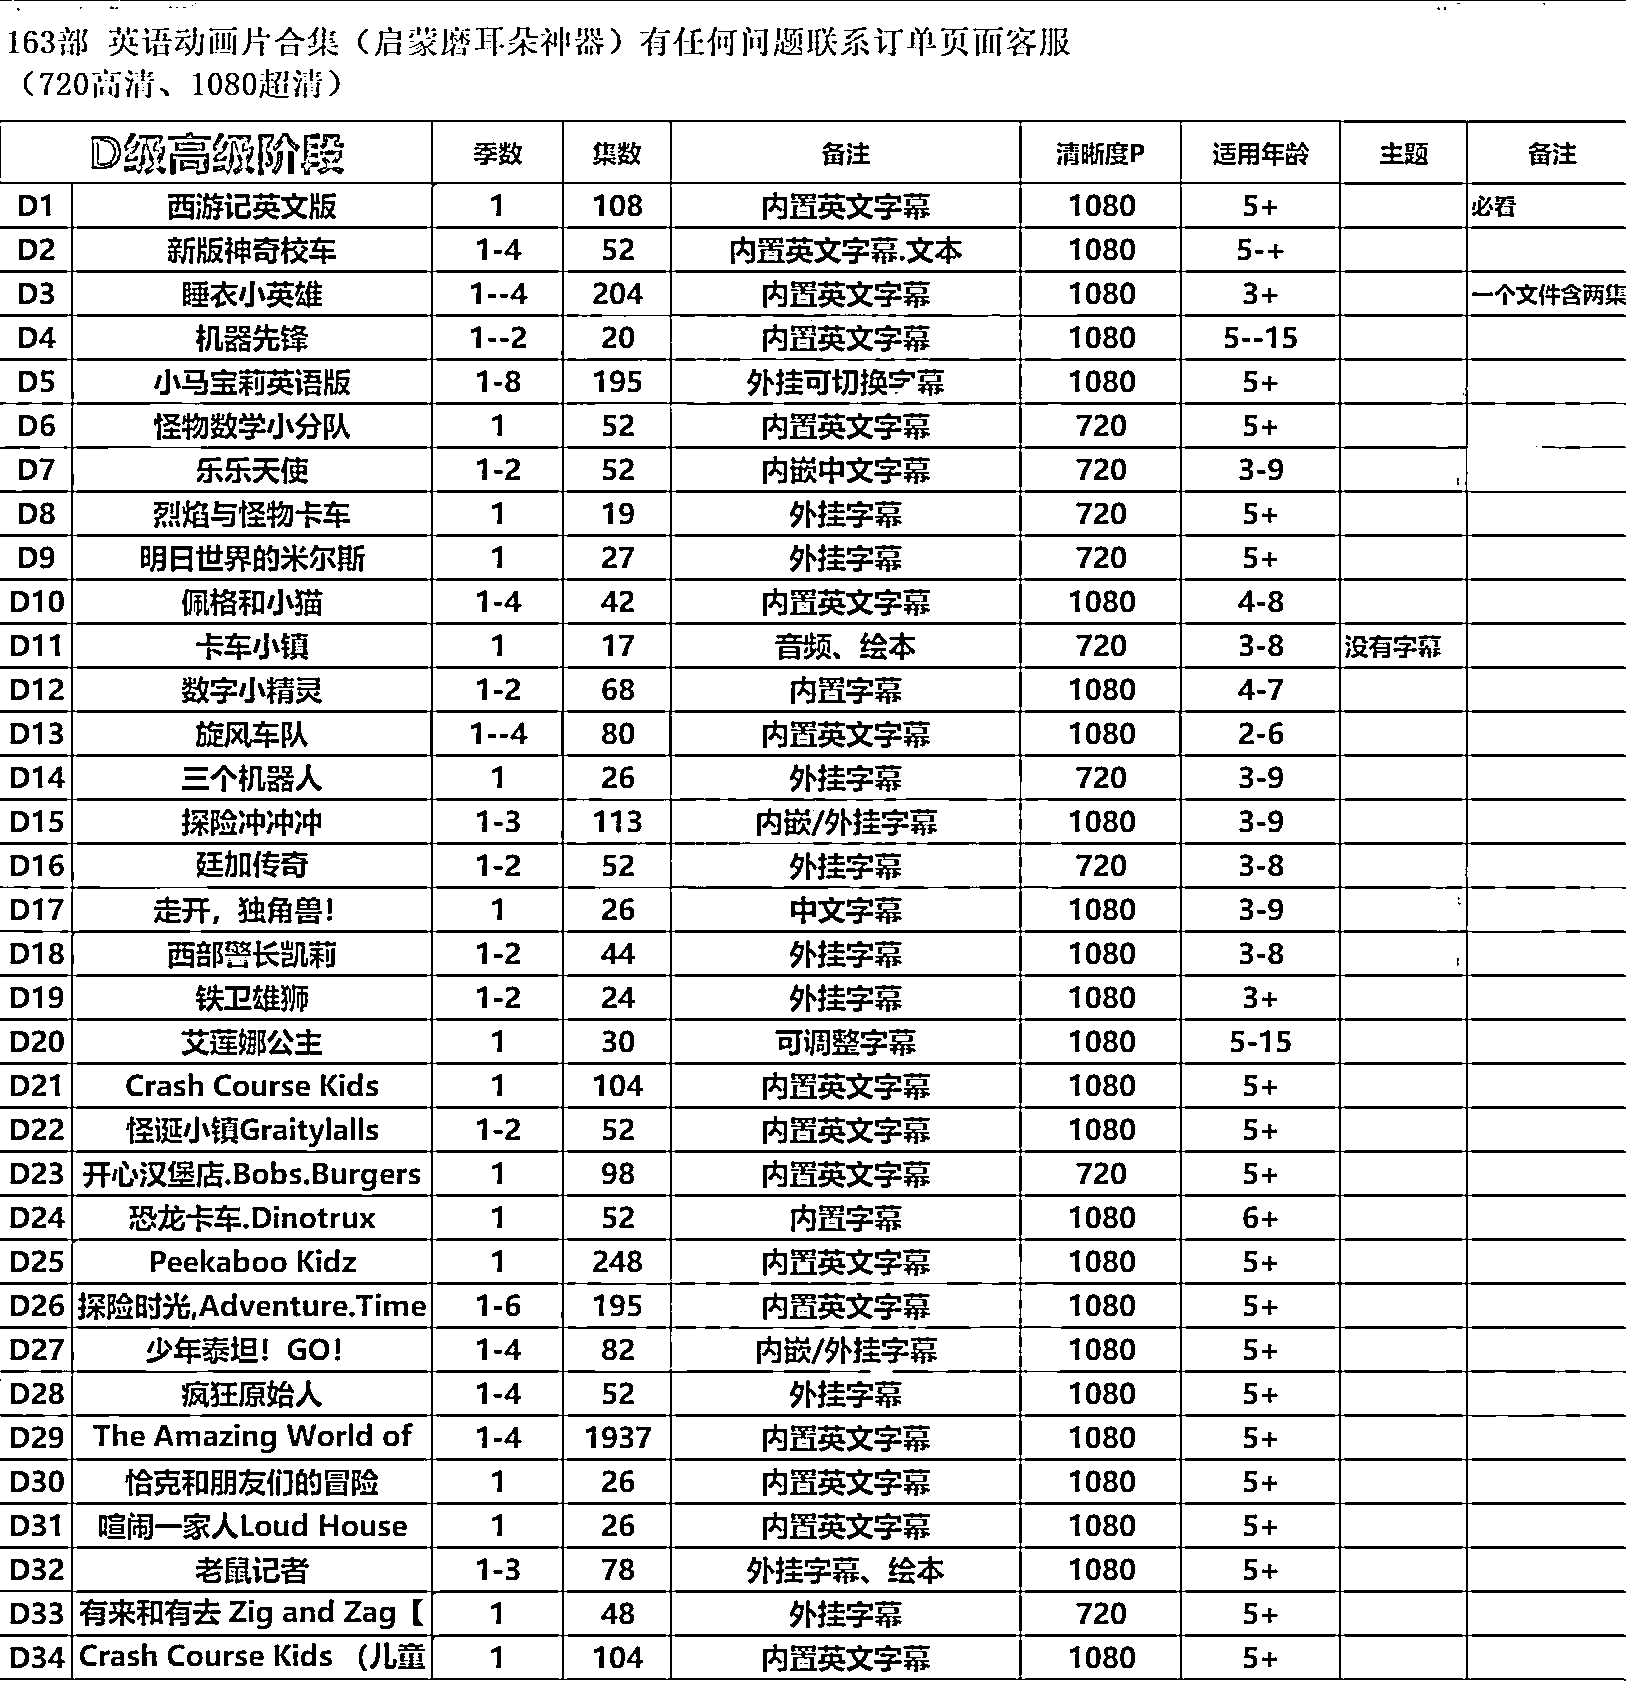 163部 英语动画片合集（启蒙磨耳朵神器）有任何问题联系订单页面客服
（720高清、1080超清）
D级高级阶段 季数 集数 备注 清晰度P 适用年龄 主题 备注
D1 西游记英文版 1 108 内置英文字幕 1080 5+ 必看
D2 新版神奇校车 1-4 52 内置英文字幕.文本 1080 5-+
D3 睡衣小英雄 1--4 204 内置英文字幕 1080 3+ 一个文件含两集
D4 机器先锋 1--2 20 内置英文字幕 1080 5--15
D5 小马宝莉英语版 1-8 195 外挂可切换字幕 1080 5+
D6 怪物数学小分队 1 52 内置英文字幕 720 5+
D7 乐乐天使 1-2 52 内嵌中文字幕 720 3-9
D8 烈焰与怪物卡车 1 19 外挂字幕 720 5+
D9 明日世界的米尔斯 1 27 外挂字幕 720 5+
D10 佩格和小猫 1-4 42 内置英文字幕 1080 4-8
D11 卡车小镇 1 17 音频、绘本 720 3-8 没有字幕
D12 数字小精灵 1-2 68 内置字幕 1080 4-7
D13 旋风车队 1--4 80 内置英文字幕 1080 2-6
D14 三个机器人 1 26 外挂字幕 720 3-9
D15 探险冲冲冲 1-3 113 内嵌/外挂字幕 1080 3-9
D16 廷加传奇 1-2 52 外挂字幕 720 3-8
D17 走开，独角兽！ 1 26 中文字幕 1080 3-9
D18 西部警长凯莉 1-2 44 外挂字幕 1080 3-8
D19 铁卫雄狮 1-2 24 外挂字幕 1080 3+
D20 艾莲娜公主 1 30 可调整字幕 1080 5-15
D21 Crash Course Kids 1 104 内置英文字幕 1080 5+
D22 怪诞小镇Graitylalls 1-2 52 内置英文字幕 1080 5+
D23 开心汉堡店.Bobs.Burgers 1 98 内置英文字幕 720 5+
D24 恐龙卡车.Dinotrux 1 52 内置字幕 1080 6+
D25 Peekaboo Kidz 1 248 内置英文字幕 1080 5+
D26 探险时光,Adventure.Time 1-6 195 内置英文字幕 1080 5+
D27 少年泰坦！GO！ 1-4 82 内嵌/外挂字幕 1080 5+
D28 疯狂原始人 1-4 52 外挂字幕 1080 5+
D29 The Amazing World of 1-4 1937 内置英文字幕 1080 5+
D30 恰克和朋友们的冒险 1 26 内置英文字幕 1080 5+
D31 喧闹一家人Loud House 1 26 内置英文字幕 1080 5+
D32 老鼠记者 1-3 78 外挂字幕、绘本 1080 5+
D33 有来和有去 Zig and Zag【 1 48 外挂字幕 720 5+
D34 Crash Course Kids （儿童 1 104 内置英文字幕 1080 5+